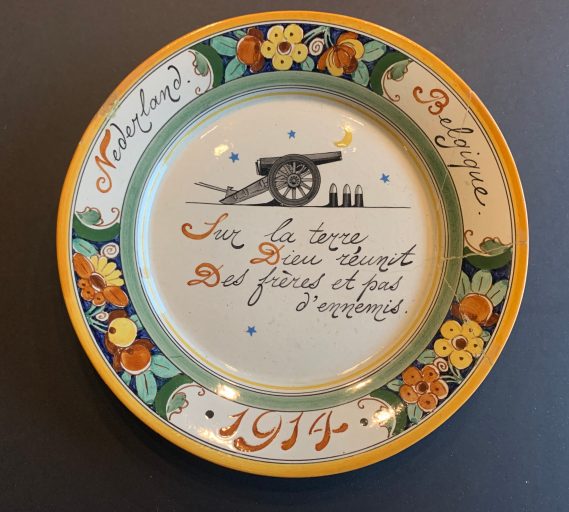 Nederland.
Belgique.
Sur la terre
Dieu réunit
Des frères et pas
d'ennemis.
1914